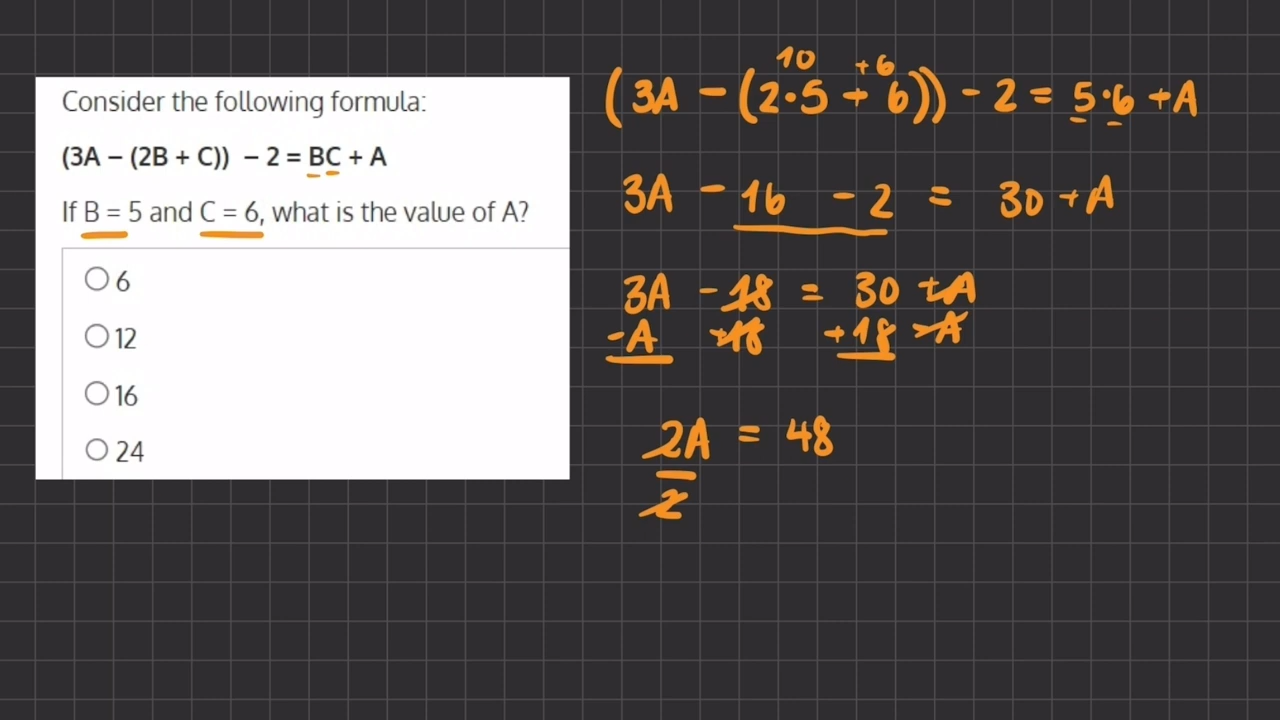 Consider the following formula:
(3A – (2B + C)) – 2 = BC + A
If B = 5 and C = 6, what is the value of A?
6
12
16
24
10 +6
(3A - (2·5 + 6)) - 2 = 5·6 + A
3A - 16 - 2 = 30 + A
3A - 18 = 30 + A
-A +18 +18 -A
2A = 48
2